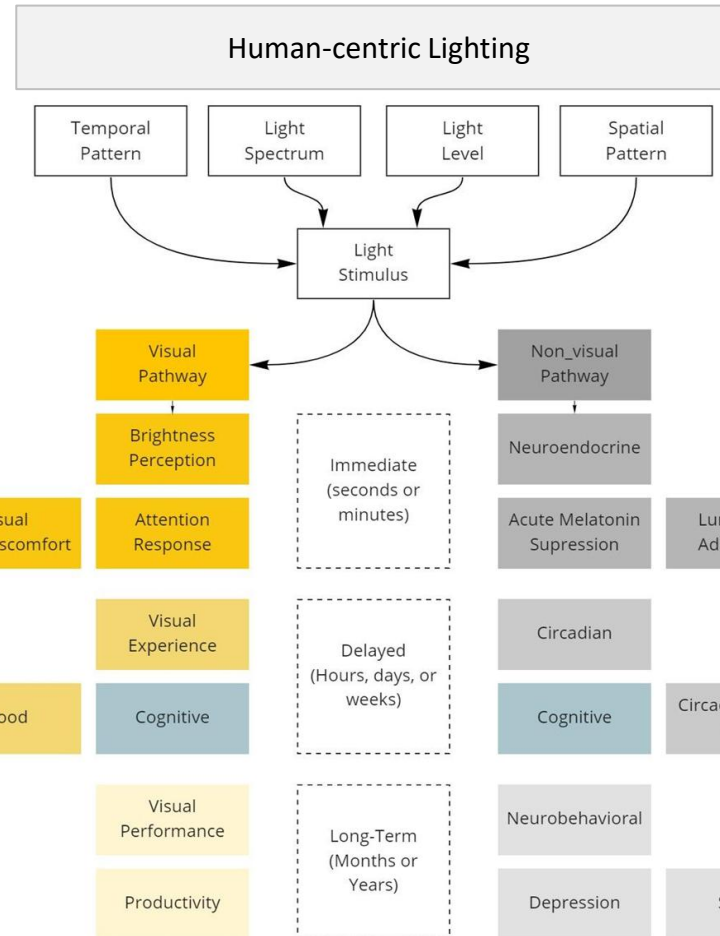 Human-centric Lighting
Temporal
Pattern
Light
Spectrum
Light
Level
Spatial
Pattern
Light
Stimulus
Visual
Pathway
Non_visual
Pathway
Brightness
Perception
Immediate
(seconds or
minutes)
Neuroendocrine
Attention
Response
Acute Melatonin
Supression
Visual
Experience
Delayed
(Hours, days, or
weeks)
Circadian
Cognitive
Cognitive
Visual
Performance
Long-Term
(Months or
Years)
Neurobehavioral
Productivity
Depression